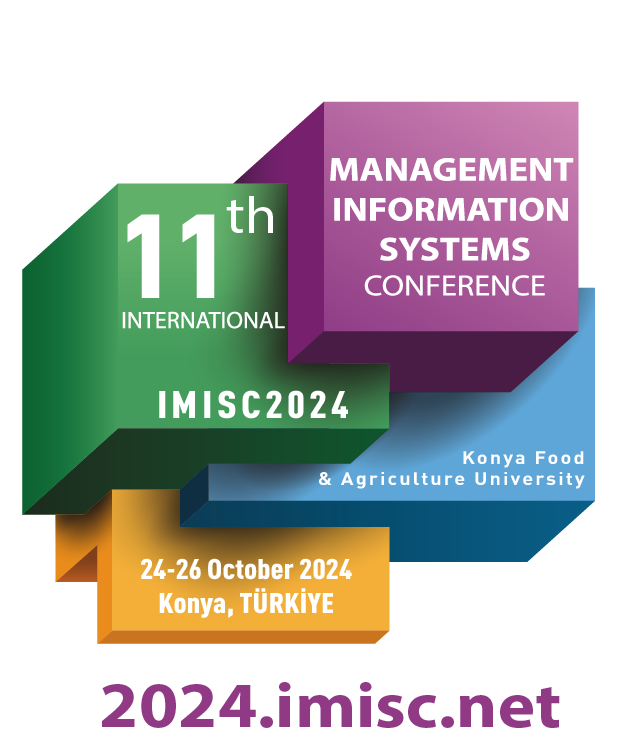 11th
INTERNATIONAL
MANAGEMENT
INFORMATION
SYSTEMS
CONFERENCE
IMISC2024
Konya Food
& Agriculture University
24-26 October 2024
Konya, TÜRKİYE
2024.imisc.net